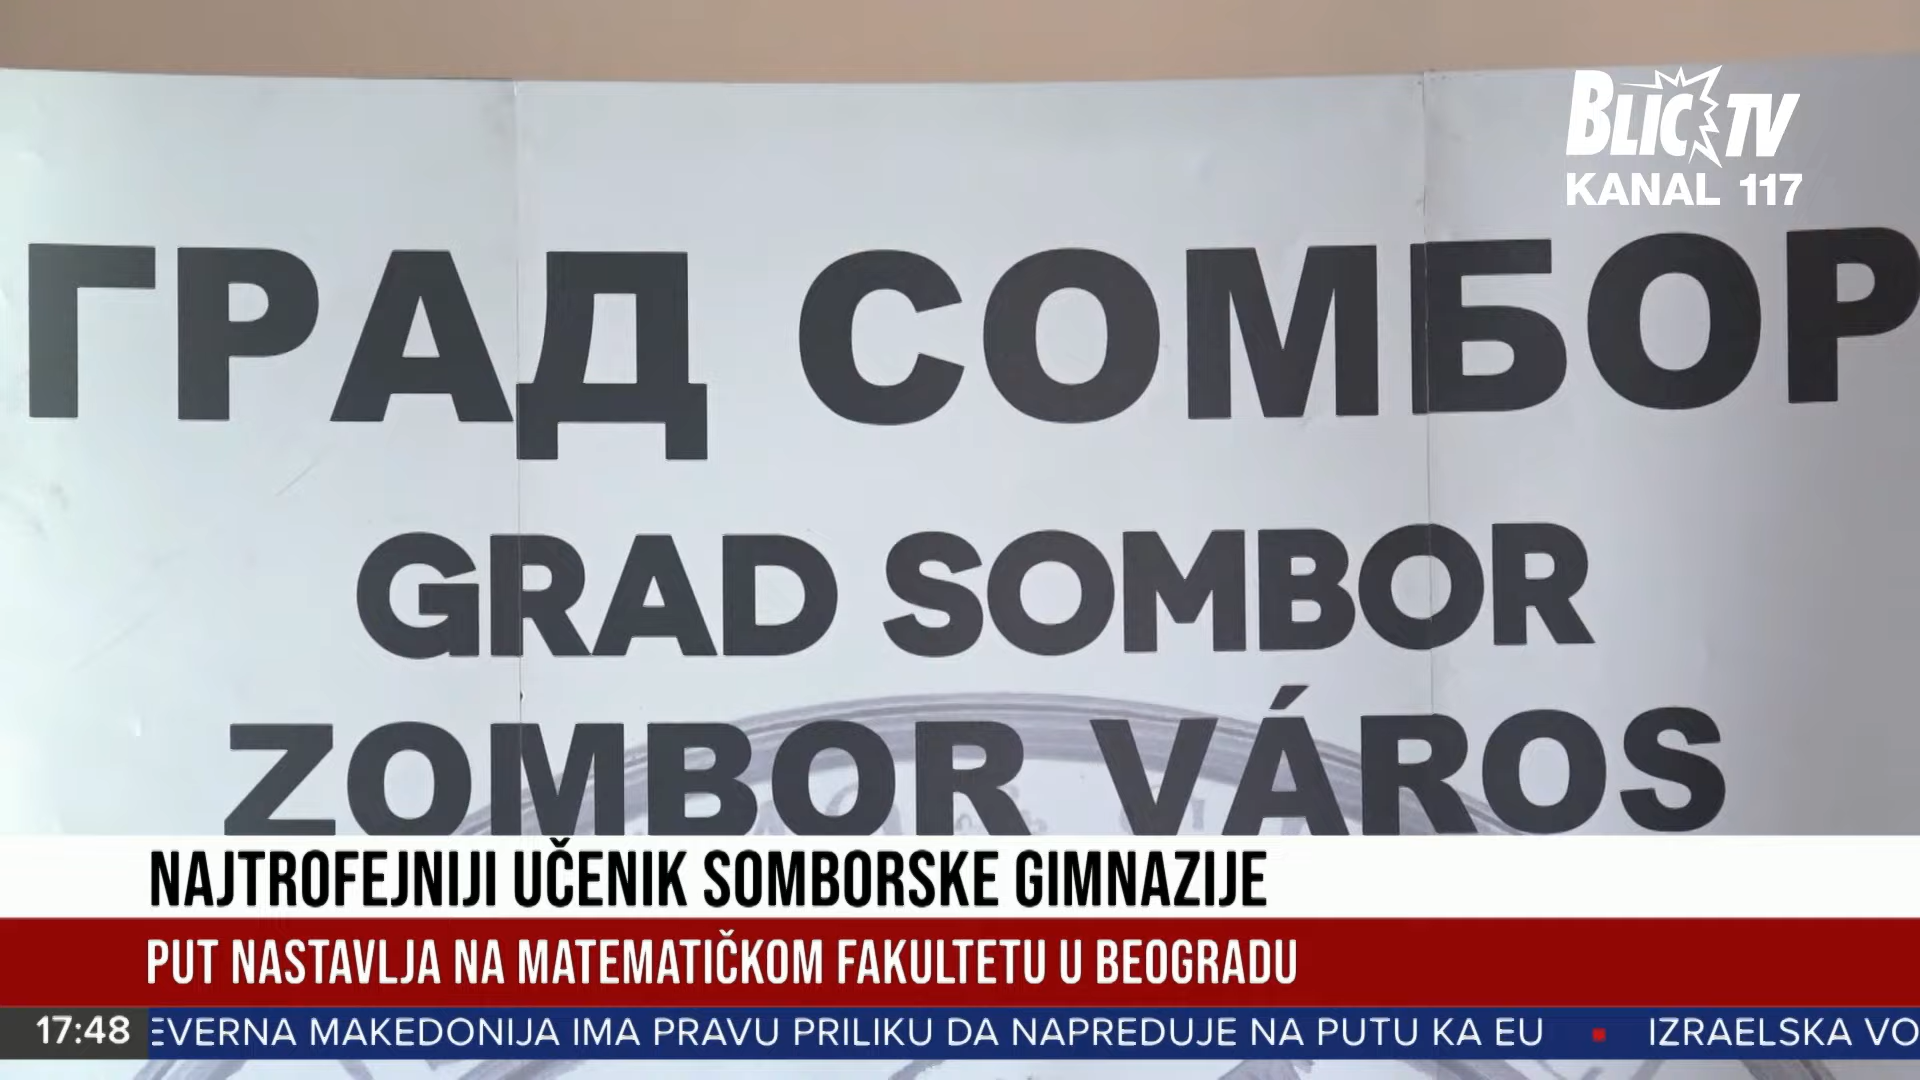 BLIC TV
KANAL 117
ГРАД СОМБОР
GRAD SOMBOR
ZOMBOR VÁROS
NAJTROFEJNIJI UČENIK SOMBORSKE GIMNAZIJE
PUT NASTAVLJA NA MATEMATIČKOM FAKULTETU U BEOGRADU
17:48 EVERNA MAKEDONIJA IMA PRAVU PRILIKU DA NAPREDUJE NA PUTU KA EU ▪ IZRAELSKA VO